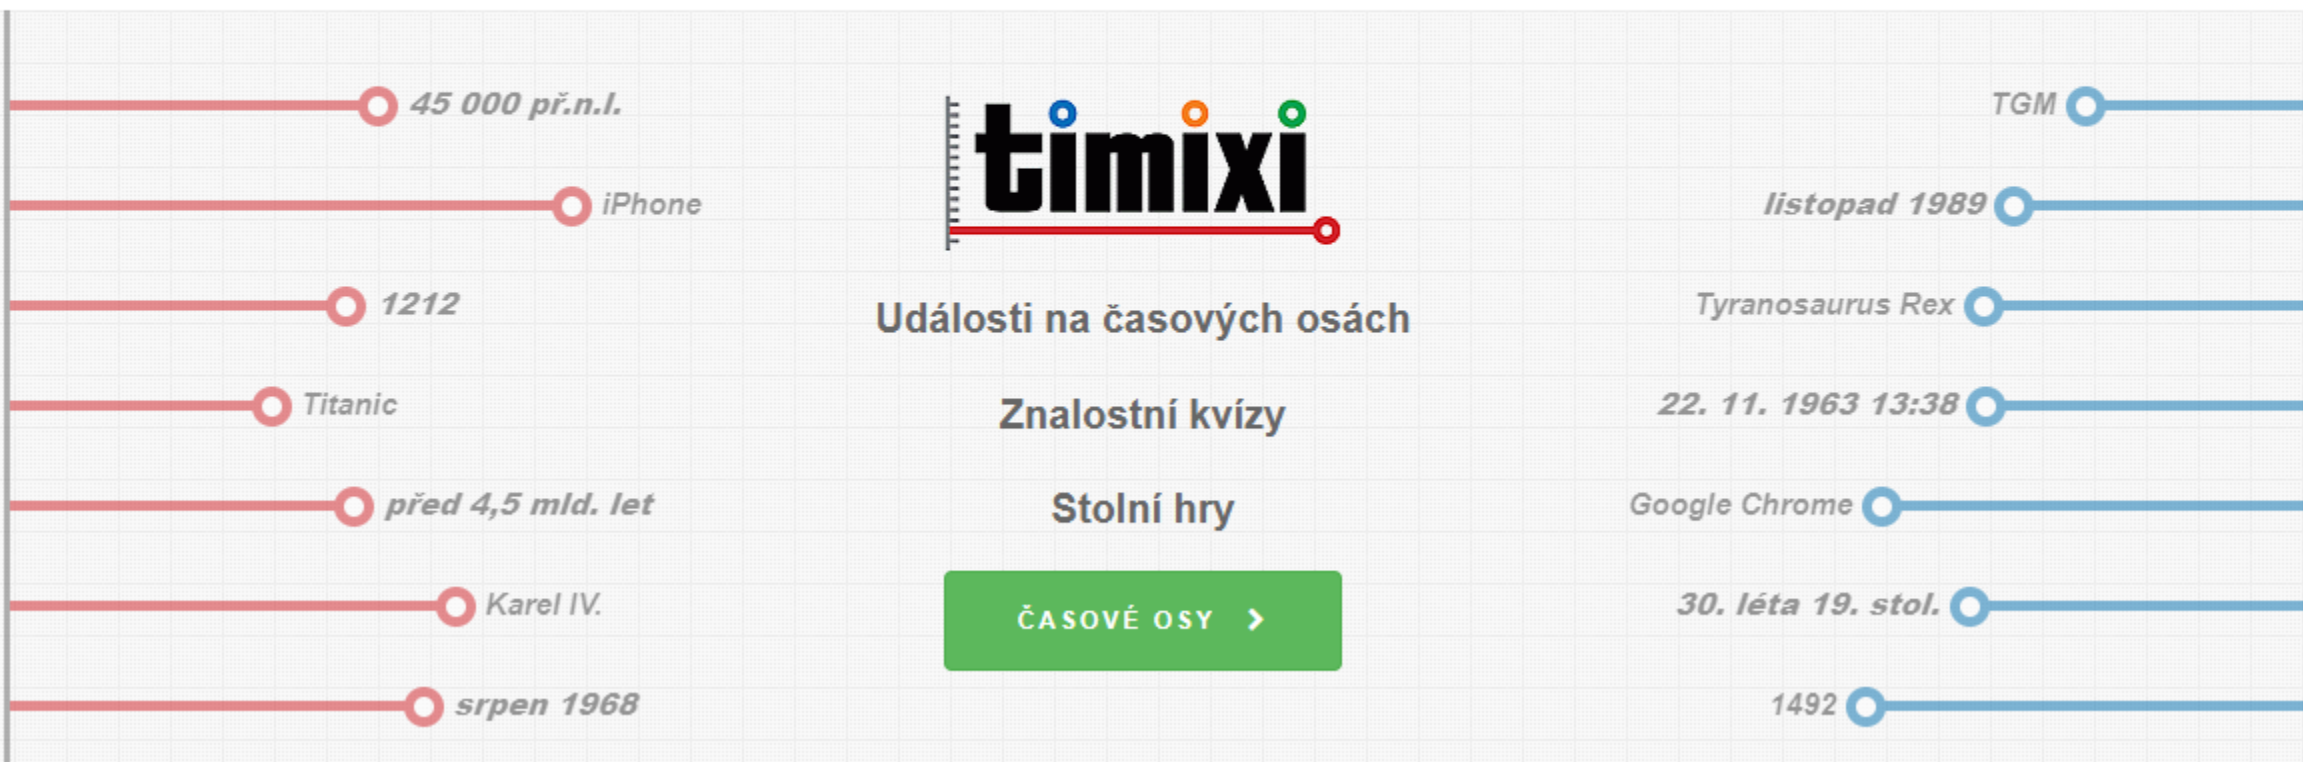 45 000 př.n.l.
iPhone
1212
Titanic
před 4,5 mld. let
Karel IV.
srpen 1968
timixi
Události na časových osách
Znalostní kvízy
Stolní hry
ČASOVÉ OSY
TGM
listopad 1989
Tyranosaurus Rex
22. 11. 1963 13:38
Google Chrome
30. léta 19. stol.
1492